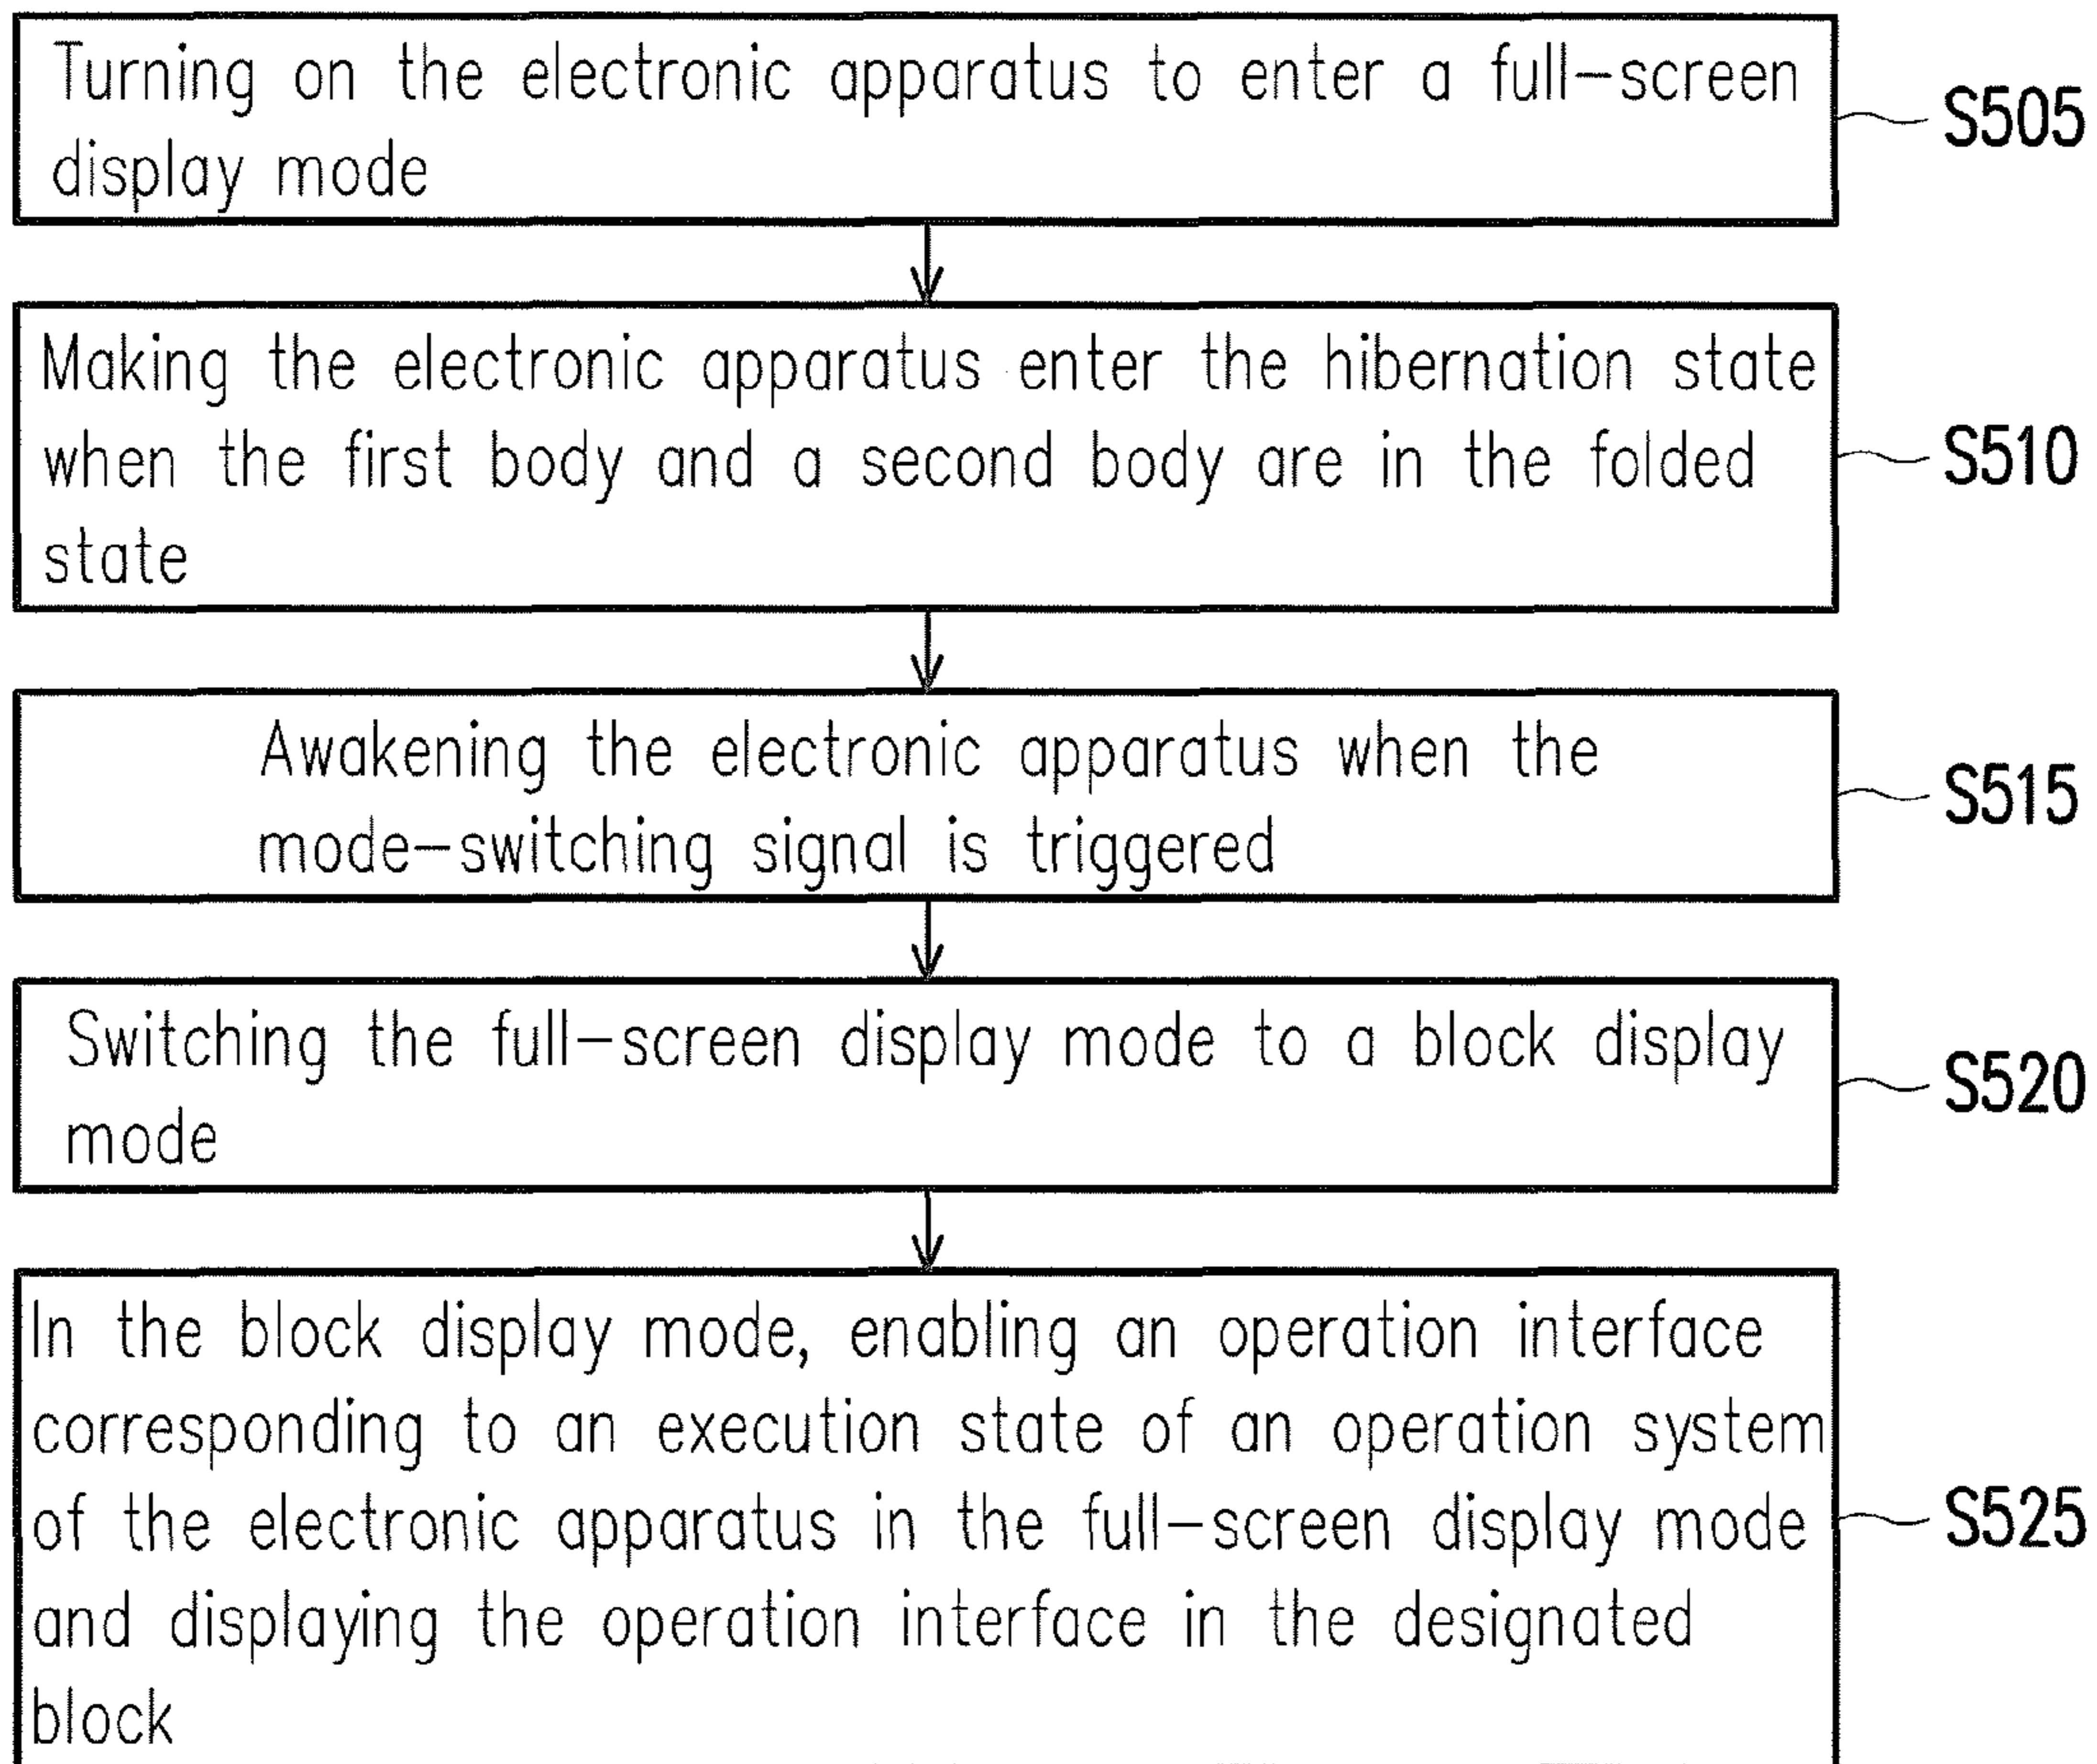 Turning on the electronic apparatus to enter a full-screen
display mode
S505
Making the electronic apparatus enter the hibernation state
when the first body and a second body are in the folded
state
S510
Awakening the electronic apparatus when the
mode-switching signal is triggered
S515
Switching the full-screen display mode to a block display
mode
S520
In the block display mode, enabling an operation interface
corresponding to an execution state of an operation system
of the electronic apparatus in the full-screen display mode
and displaying the operation interface in the designated
block
S525